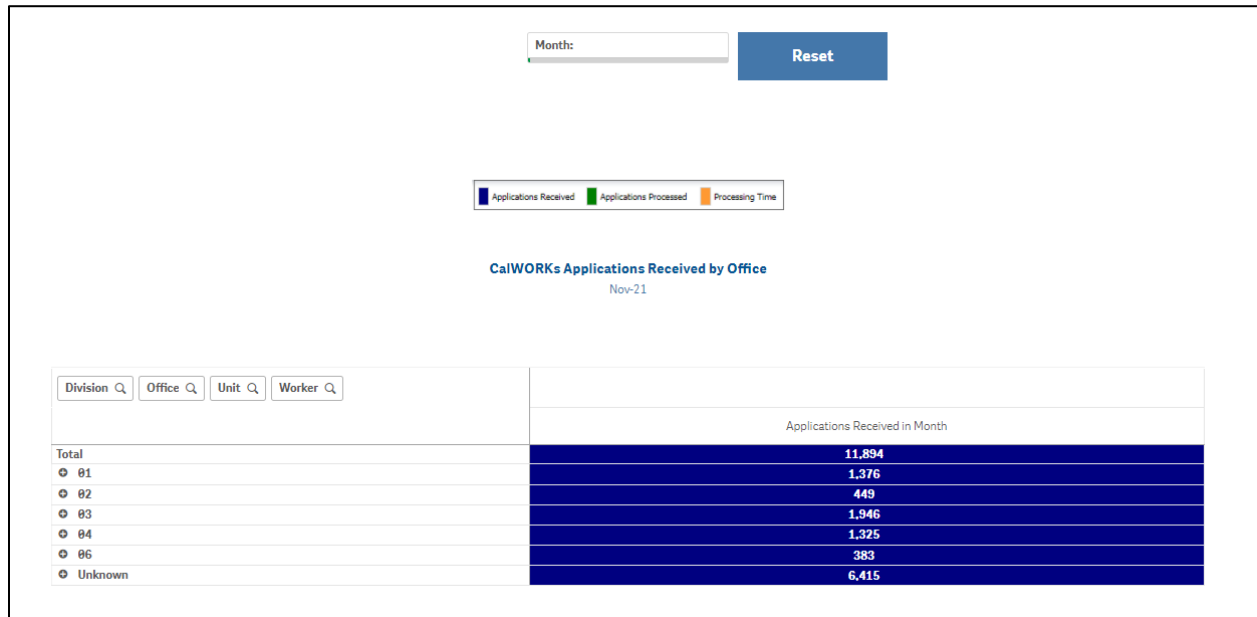 Month:
Reset
Applications Received Applications Processed Processing Time
CalWORKs Applications Received by Office
Nov-21
Division Office Unit Worker
Applications Received in Month
Total 11,894
01 1,376
02 449
03 1,946
04 1,325
06 383
Unknown 6,415